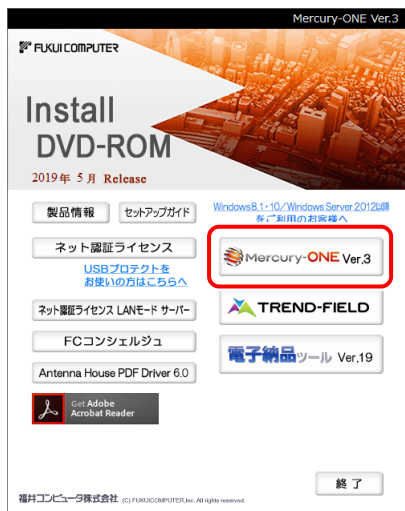 Mercury-ONE Ver.3
FUKUI COMPUTER
Install
DVD-ROM
2019年 5月 Release
製品情報
セットアップガイド
Windows8.1・10／Windows Server 2012以降
をご利用のお客様へ
ネット認証ライセンス
USBプロテクトを
お使いの方はこちらへ
Mercury-ONE Ver.3
ネット認証ライセンス LANモード サーバー
TREND-FIELD
FCコンシェルジュ
電子納品ツール Ver.19
Antenna House PDF Driver 6.0
Get Adobe
Acrobat Reader
終了
福井コンピュータ株式会社 (C) FUKUICOMPUTER,Inc. All rights reserved.